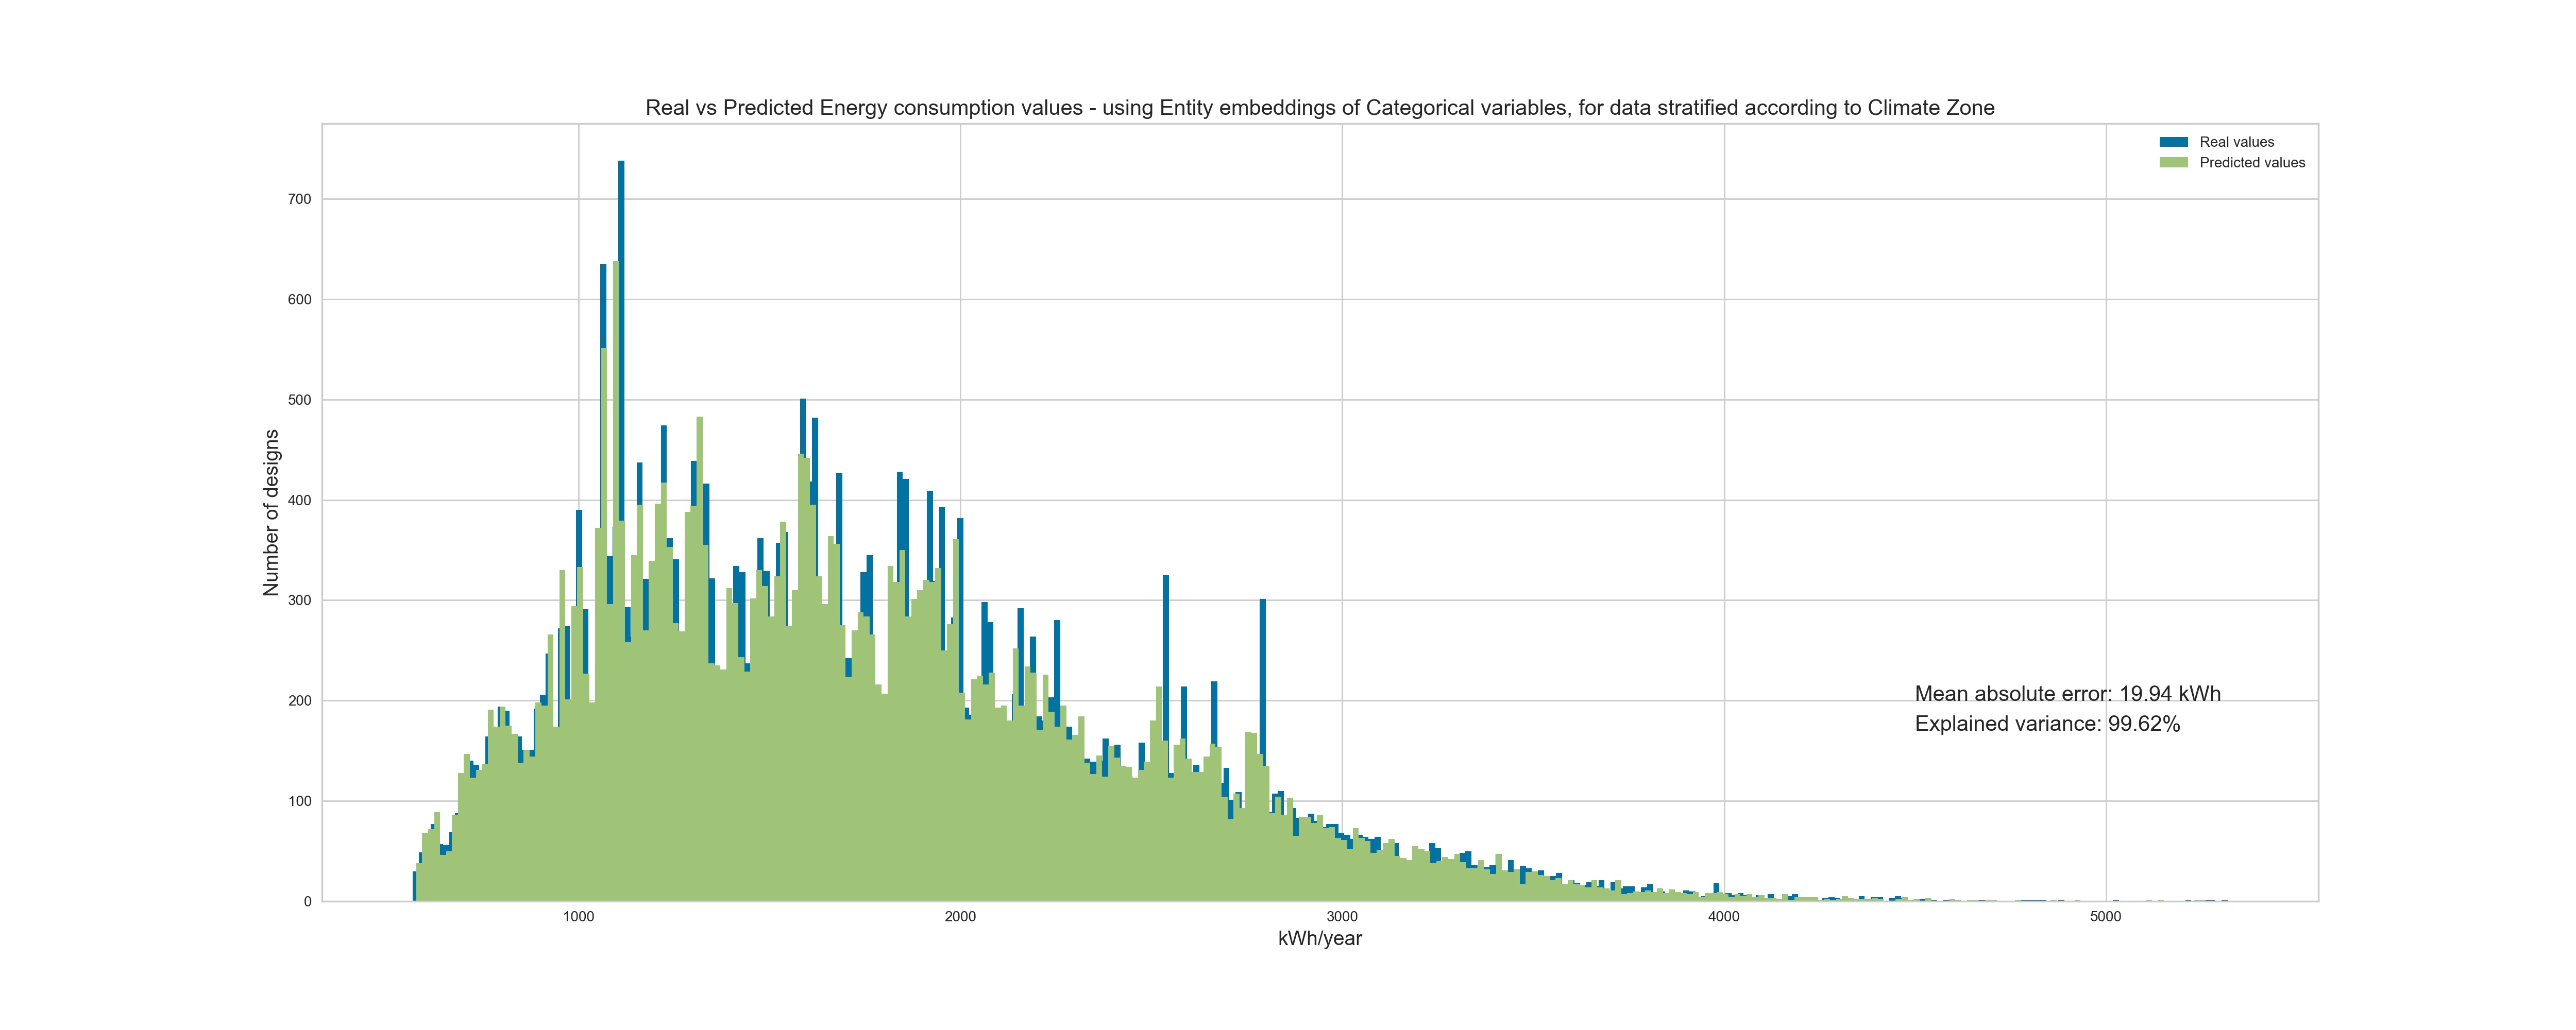 Real vs Predicted Energy consumption values - using Entity embeddings of Categorical variables, for data stratified according to Climate Zone
Real values
Predicted values
Number of designs
700
600
500
400
300
200
100
0
Mean absolute error: 19.94 kWh
Explained variance: 99.62%
1000 2000 3000 4000 5000
kWh/year